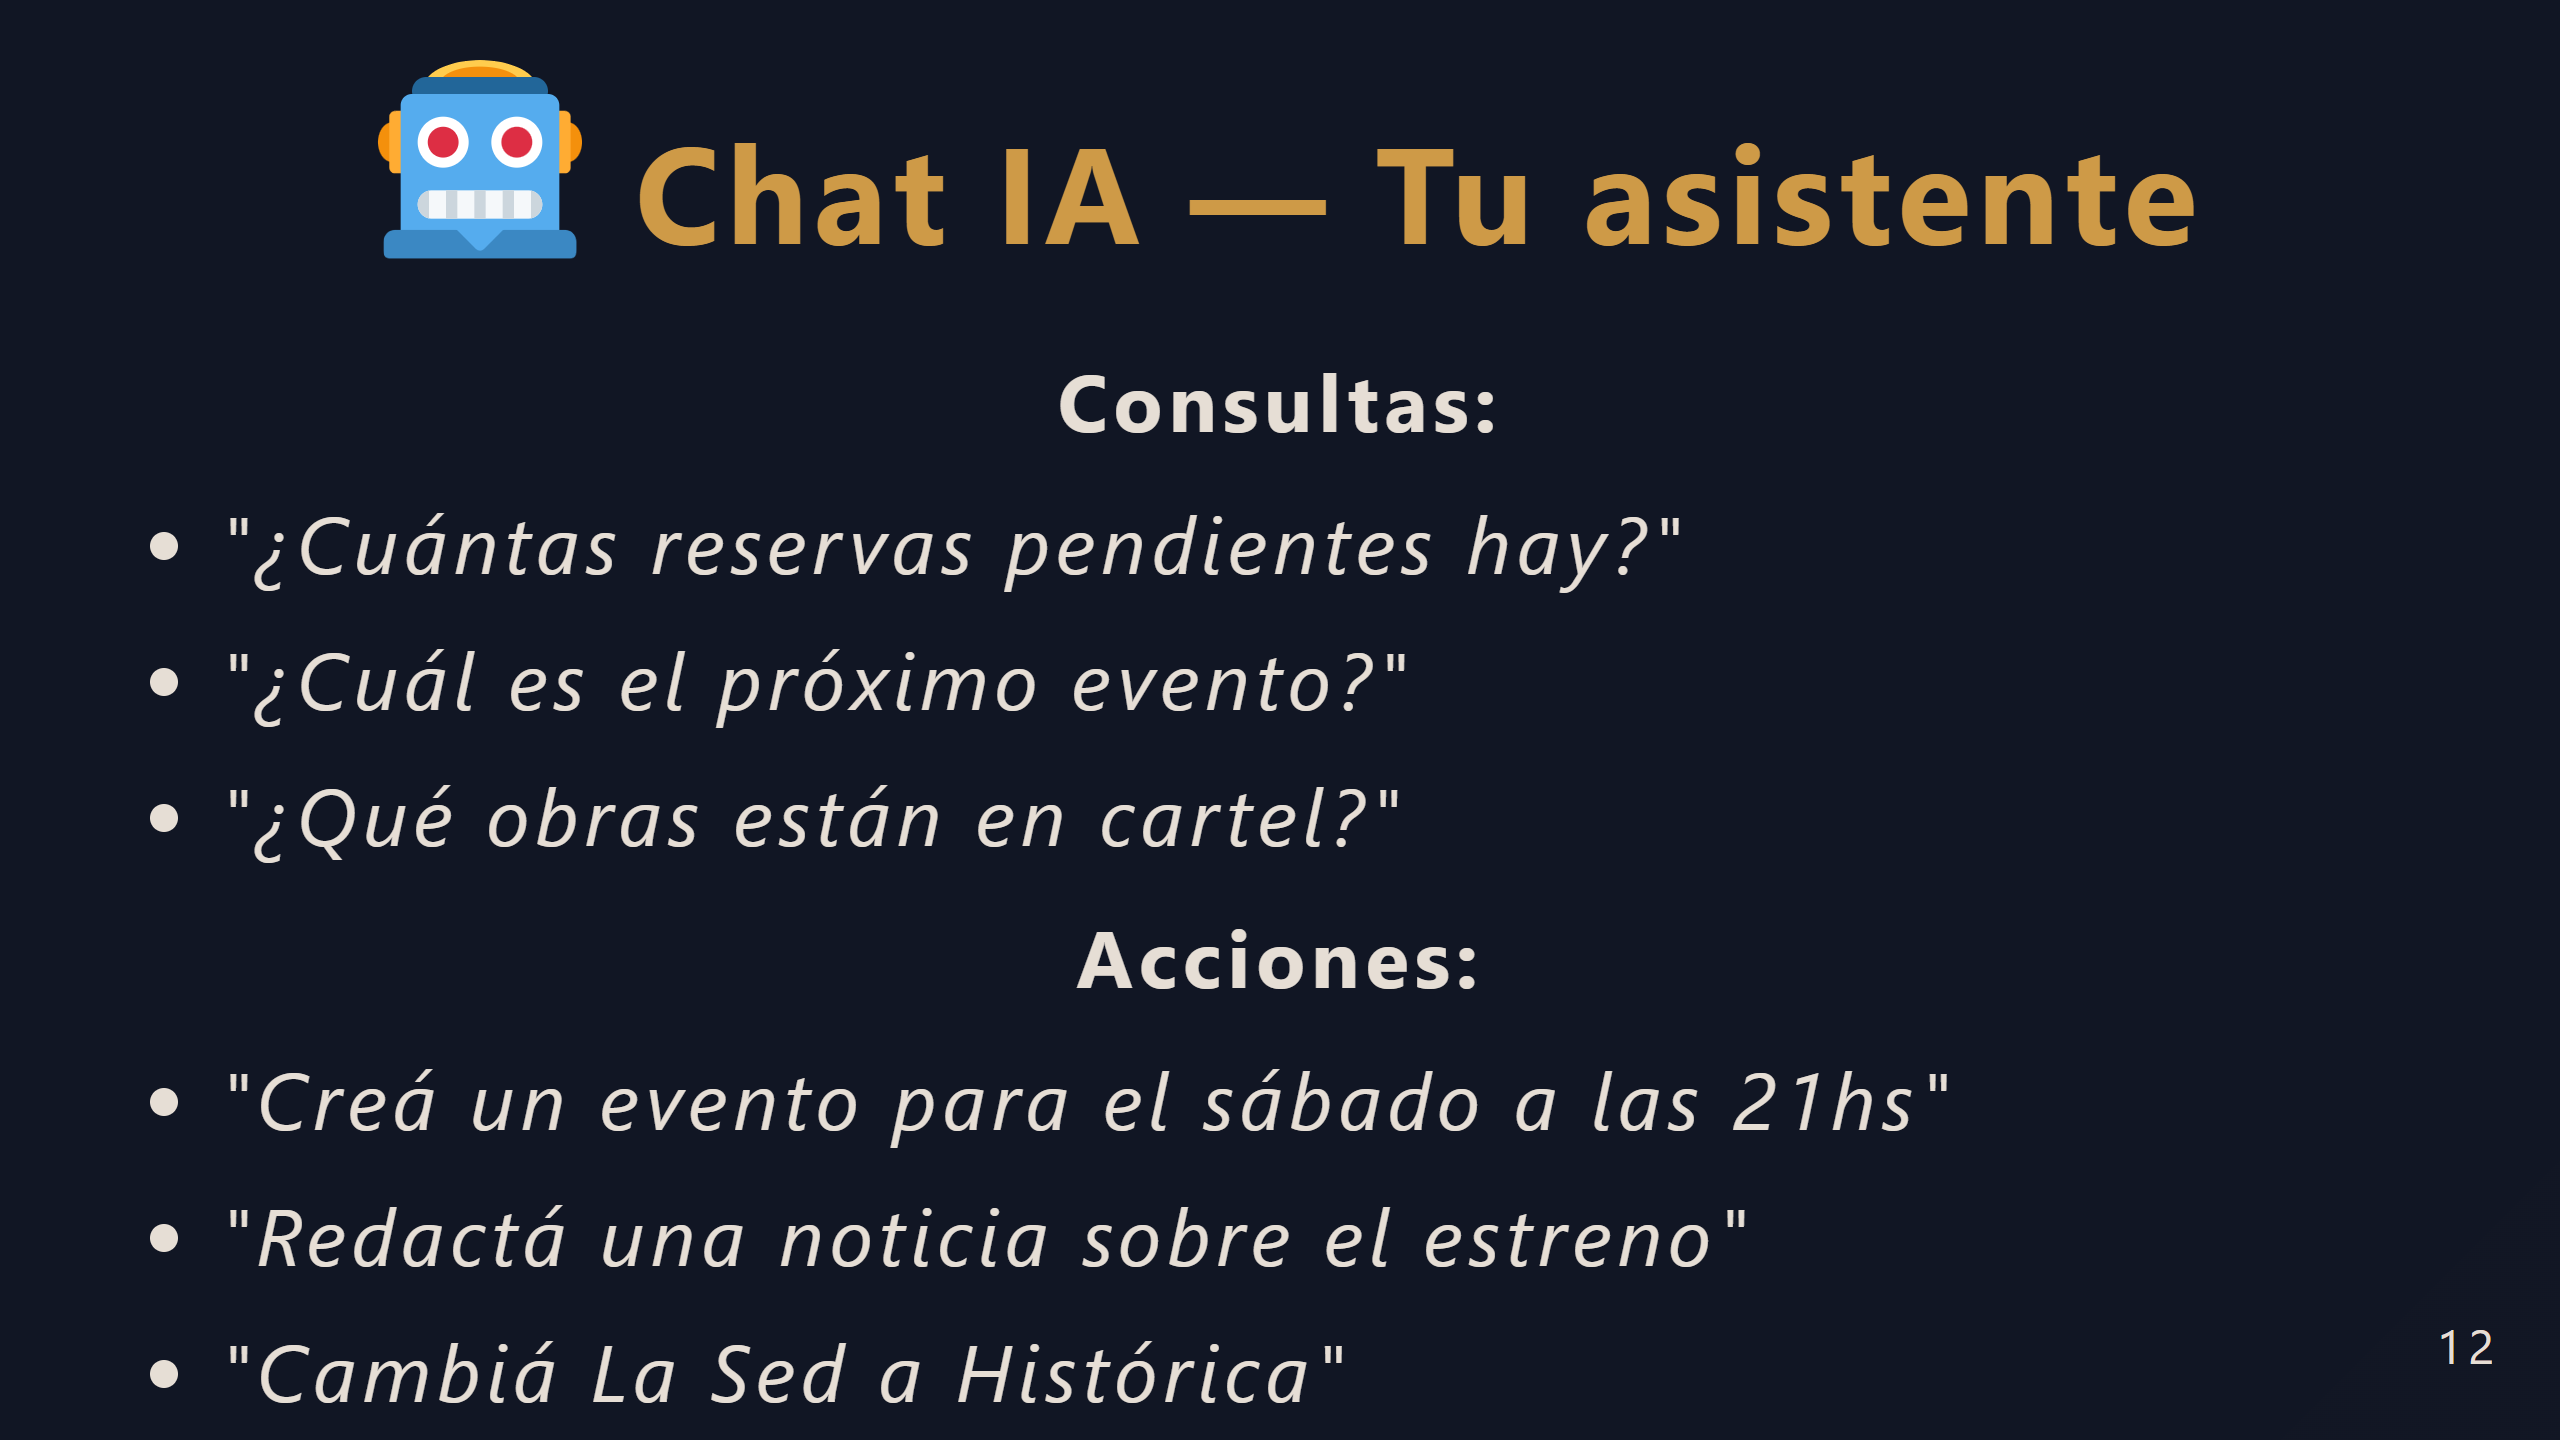 Chat IA — Tu asistente
Consultas:
• "¿Cuántas reservas pendientes hay?"
• "¿Cuál es el próximo evento?"
• "¿Qué obras están en cartel?"
Acciones:
• "Creá un evento para el sábado a las 21hs"
• "Redactá una noticia sobre el estreno"
• "Cambiá La Sed a Histórica"
12